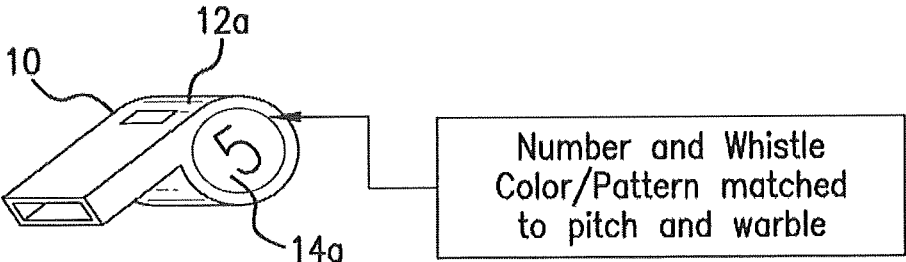 12a
10
5
Number and Whistle
Color/Pattern matched
to pitch and warble
14a